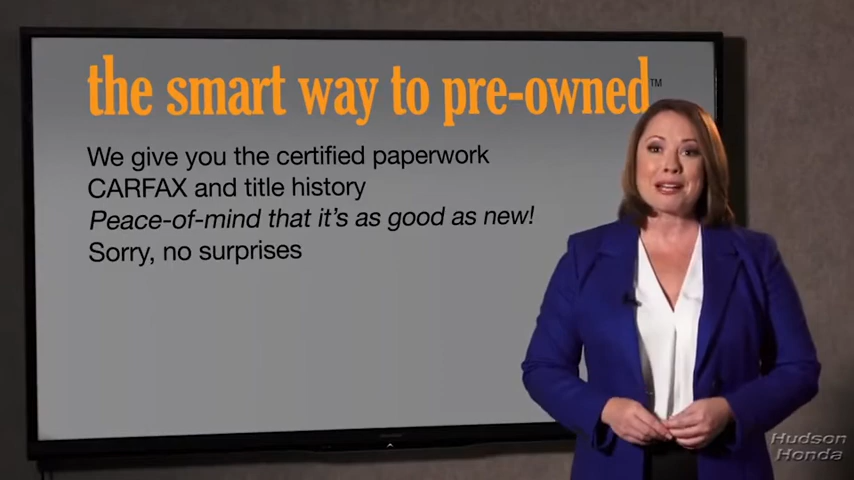 the smart way to pre-owned™
We give you the certified paperwork
CARFAX and title history
Peace-of-mind that it's as good as new!
Sorry, no surprises
Hudson
Honda